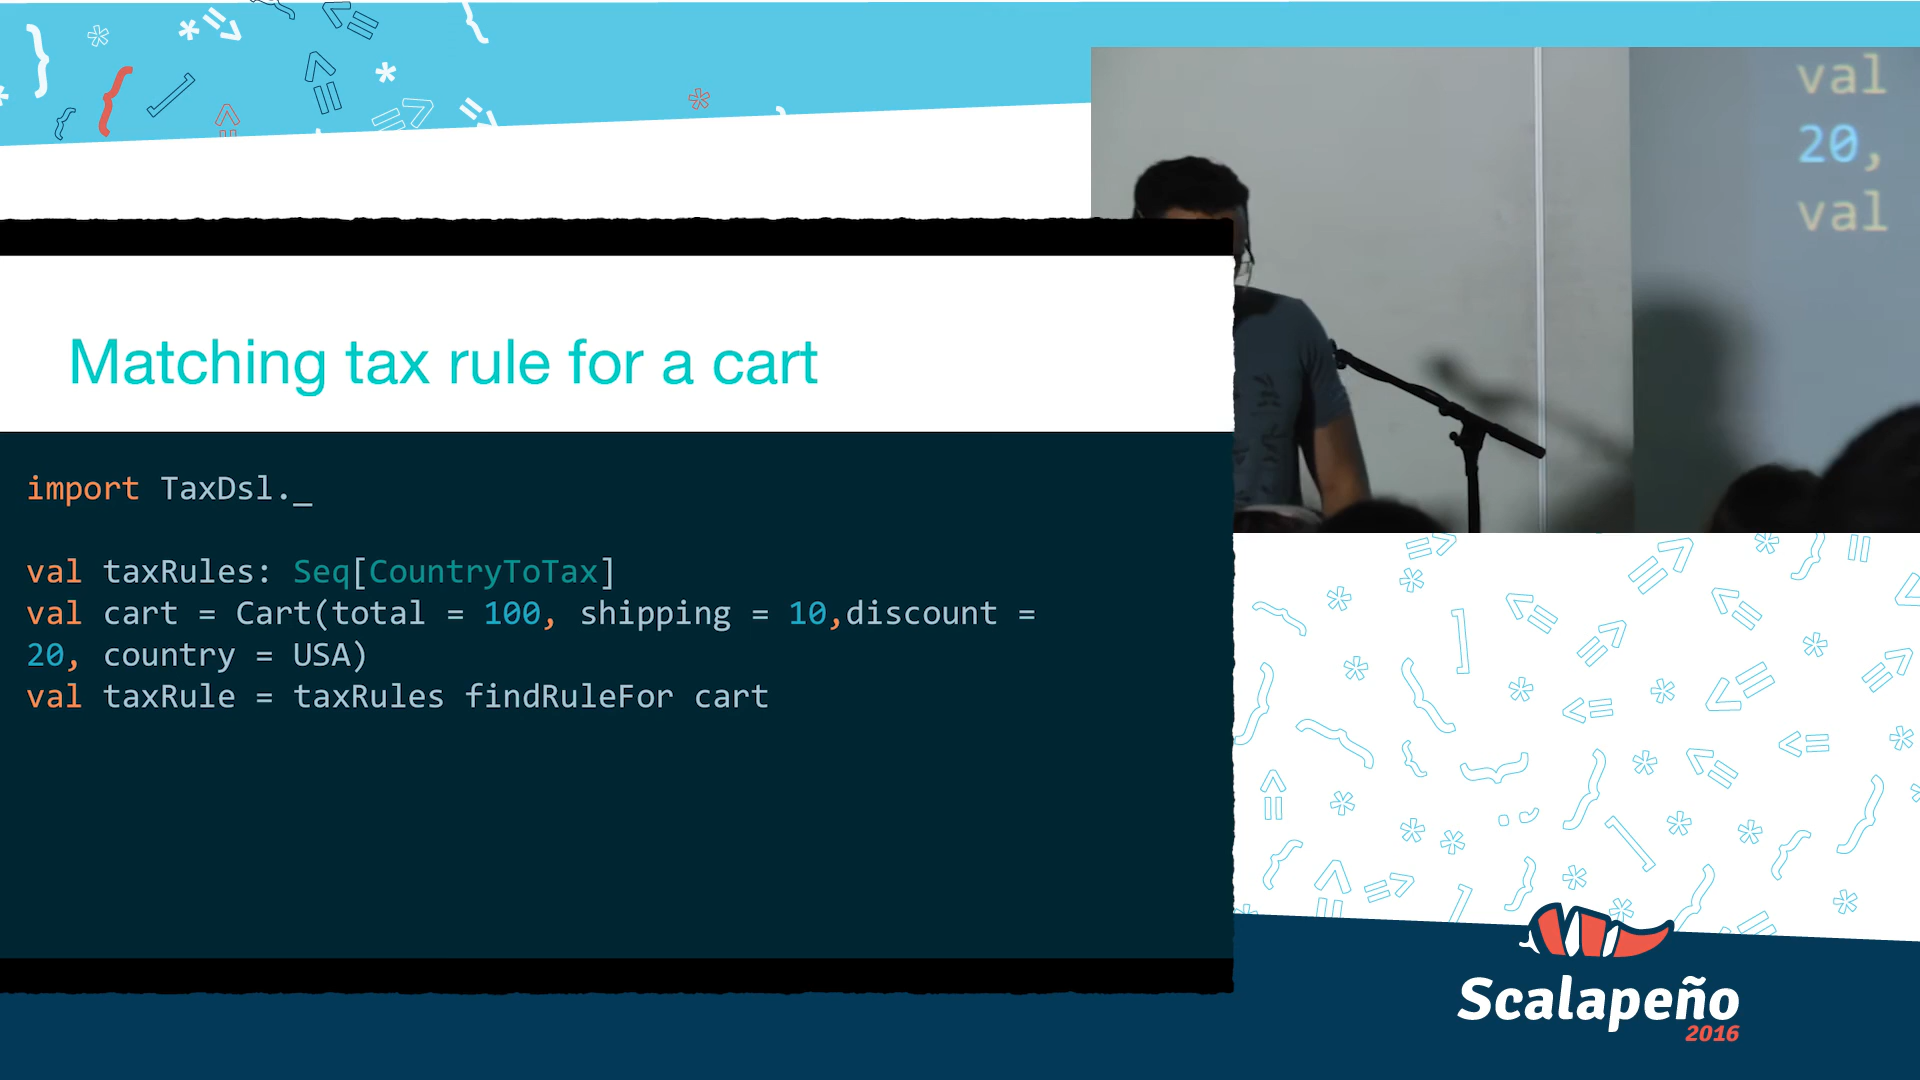 val
20,
val
Matching tax rule for a cart
import TaxDsl._
val taxRules: Seq[CountryToTax]
val cart = Cart(total = 100, shipping = 10,discount =
20, country = USA)
val taxRule = taxRules findRuleFor cart
Scalapeño
2016